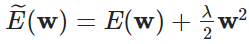 Ẽ(𝐰) = E(𝐰) + λ/2 𝐰²